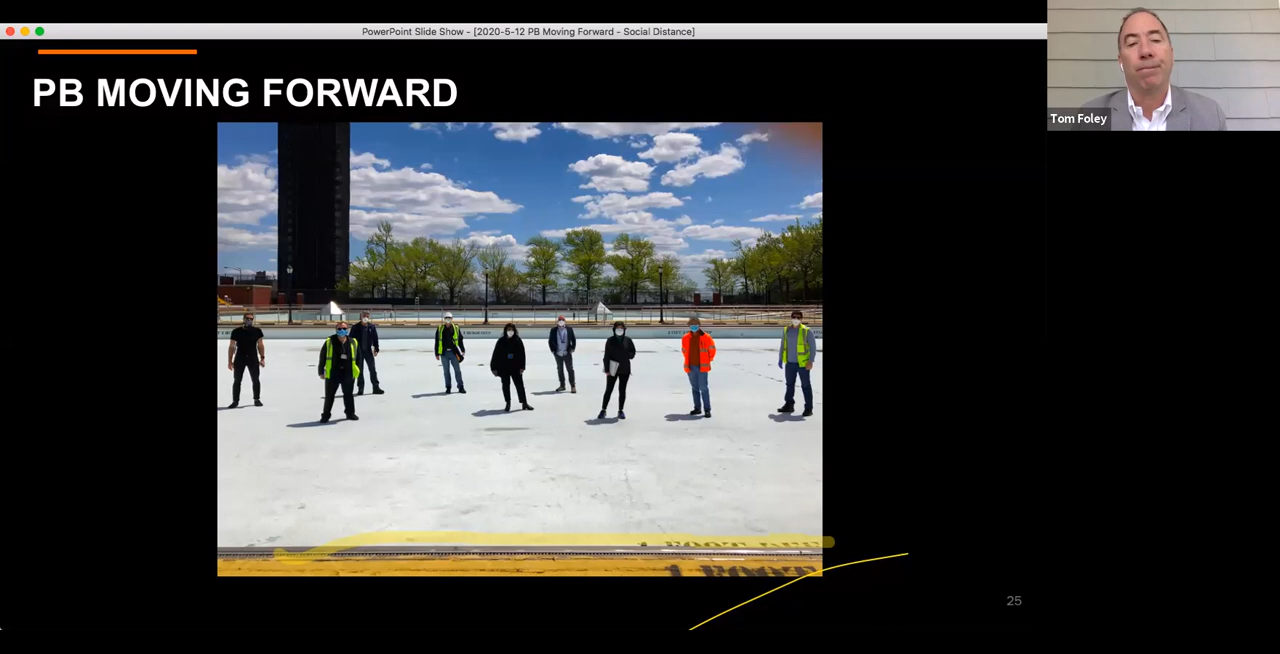 PowerPoint Slide Show - [2020-5-12 PB Moving Forward - Social Distance]
PB MOVING FORWARD
Tom Foley
25